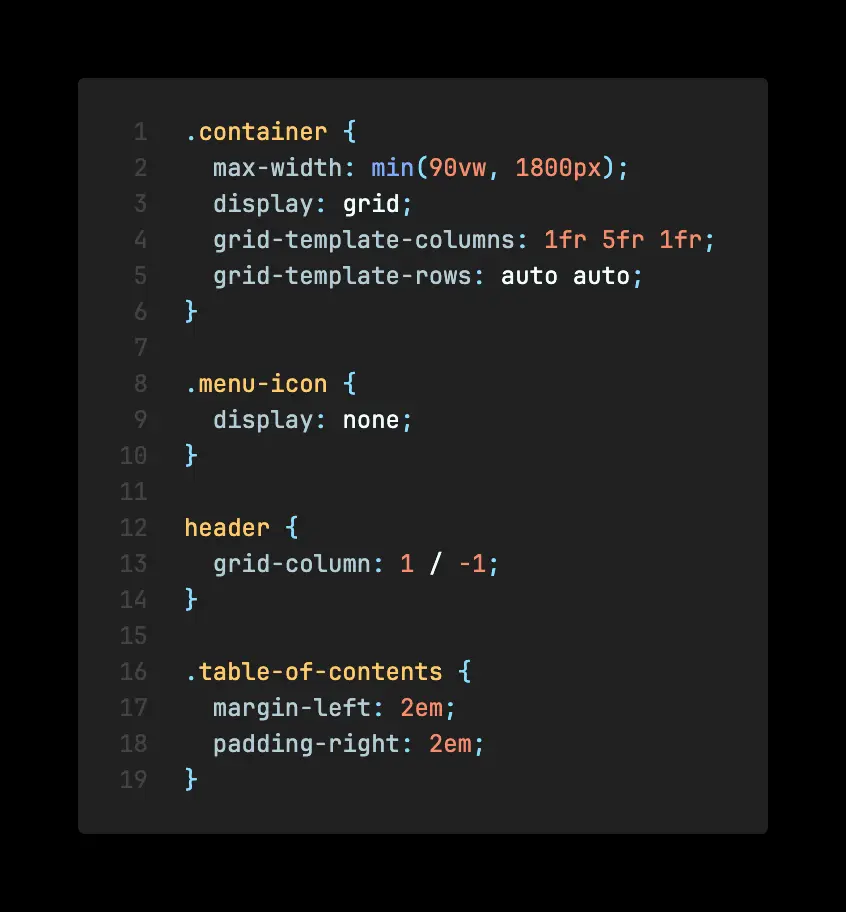 1 .container {
2   max-width: min(90vw, 1800px);
3   display: grid;
4   grid-template-columns: 1fr 5fr 1fr;
5   grid-template-rows: auto auto;
6 }
7
8 .menu-icon {
9   display: none;
10 }
11
12 header {
13   grid-column: 1 / -1;
14 }
15
16 .table-of-contents {
17   margin-left: 2em;
18   padding-right: 2em;
19 }